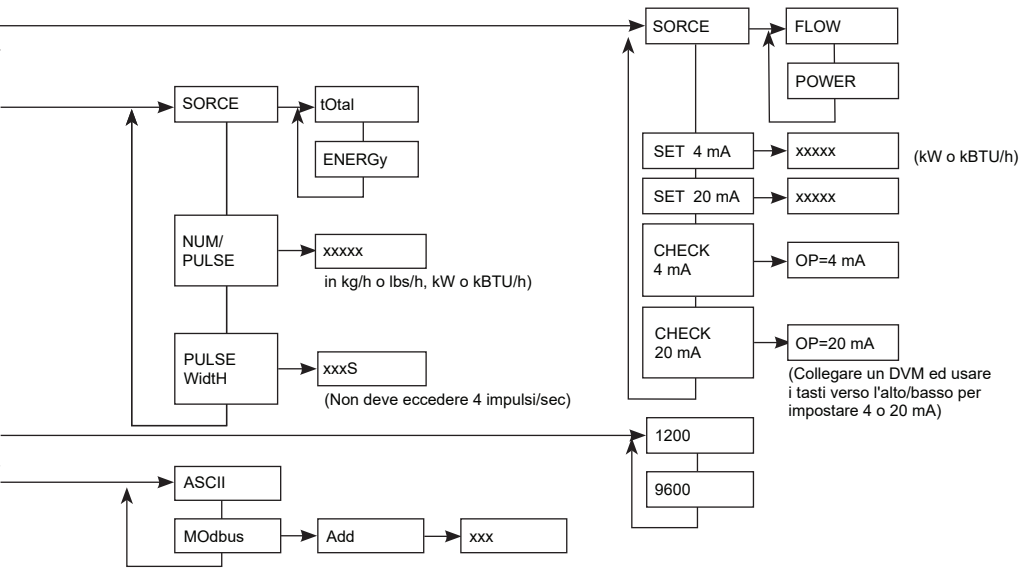 SORCE
FLOW
POWER
SET 4 mA
xxxxx
(kW o kBTU/h)
SET 20 mA
xxxxx
CHECK
4 mA
OP=4 mA
CHECK
20 mA
OP=20 mA
(Collegare un DVM ed usare
i tasti verso l'alto/basso per
impostare 4 o 20 mA)
SORCE
tOtal
ENERGy
NUM/
PULSE
xxxxx
in kg/h o lbs/h, kW o kBTU/h)
PULSE
WidtH
xxxS
(Non deve eccedere 4 impulsi/sec)
1200
9600
ASCII
MOdbus
Add
xxx